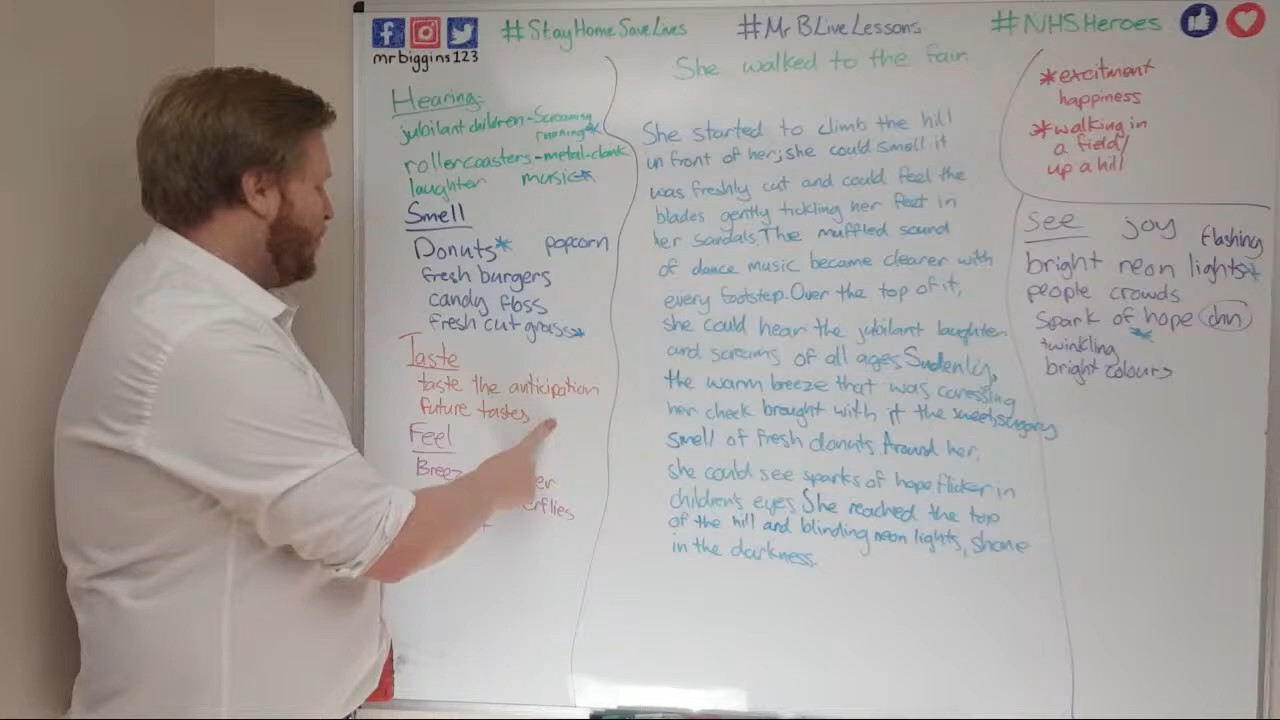 #StayHomeSaveLives #MrBLiveLessons #NHSHeroes
mrbiggins123
She walked to the fair.
Hearing:
jubilant children-Screaming
running*
rollercoasters-metal-clank
laughter music*
Smell
Donuts* popcorn
fresh burgers
candy floss
fresh cut grass*
Taste
taste the anticipation
future tastes
Feel
She started to climb the hill
in front of her; she could smell it
was freshly cut and could feel the
blades gently tickling her feet in
her sandals. The muffled sound
of dance music became clearer with
every footstep. Over the top of it,
she could hear the jubilant laughter
and screams of all ages. Suddenly,
the warm breeze that was caressing
her cheek brought with it the sweet,
smell of fresh donuts. Around her,
she could see sparks of hope flicker in
children's eyes. She reached the top
of the hill and blinding neon lights, shone
in the darkness.
*excitment
happiness
*walking in
a field/
up a hill
see joy
flashing
bright neon lights*
people crowds
Spark of hope chn
*
twinkling
bright colours